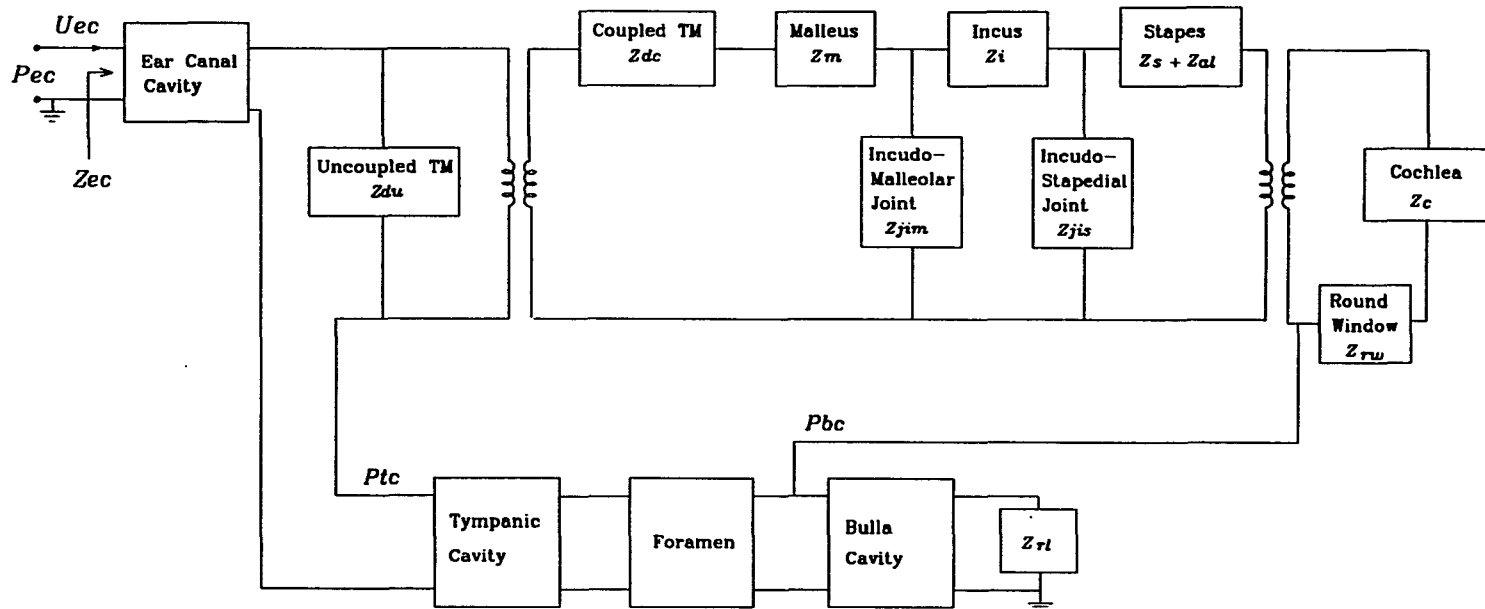 Uec
Pec
Zec
Ear Canal
Cavity
Uncoupled TM
Zdu
Coupled TM
Zdc
Malleus
Zm
Incus
Zi
Stapes
Zs + Zal
Incudo–
Malleolar
Joint
Zjim
Incudo–
Stapedial
Joint
Zjis
Cochlea
Zc
Round
Window
Zrw
Pbc
Ptc
Tympanic
Cavity
Foramen
Bulla
Cavity
Zrl